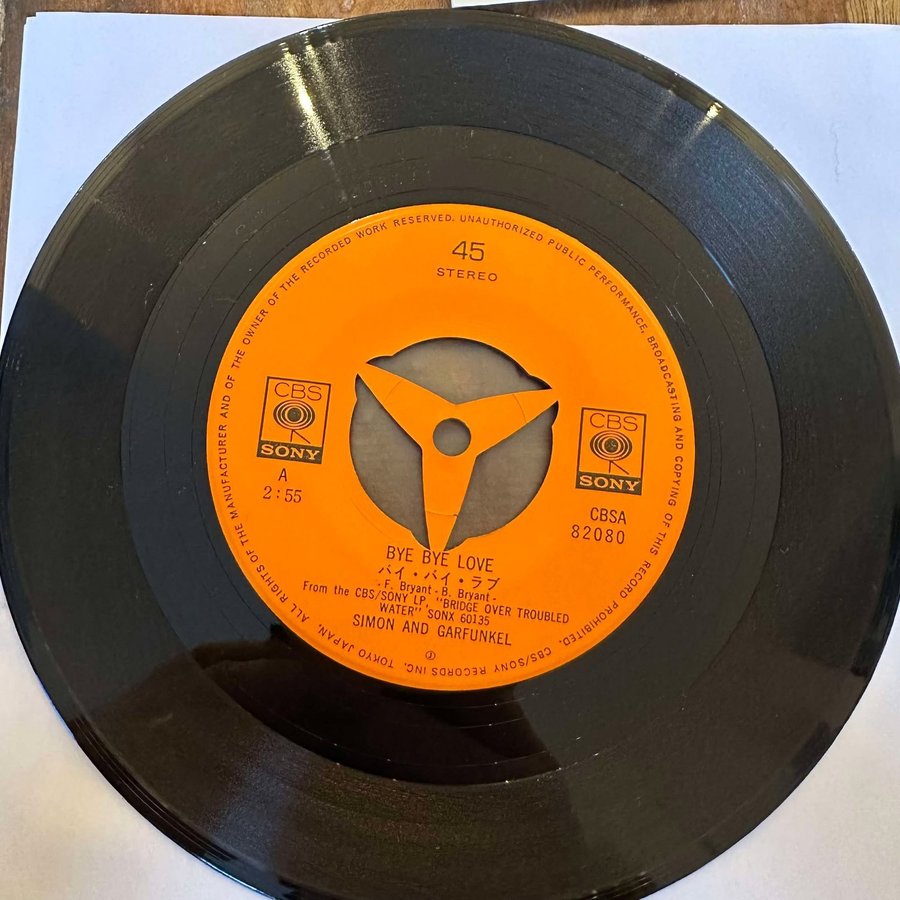 ALL RIGHTS OF THE MANUFACTURER AND OF THE OWNER OF THE RECORDED WORK RESERVED. UNAUTHORIZED PUBLIC PERFORMANCE, BROADCASTING AND COPYING OF THIS RECORD PROHIBITED. CBS/SONY RECORDS INC. TOKYO JAPAN.
45
STEREO
CBS
SONY
A
2:55
CBS
SONY
CBSA
82080
BYE BYE LOVE
バイ・バイ・ラブ
- F. Bryant - B. Bryant -
From the CBS/SONY LP, "BRIDGE OVER TROUBLED
WATER" SONX 60135
SIMON AND GARFUNKEL
℗